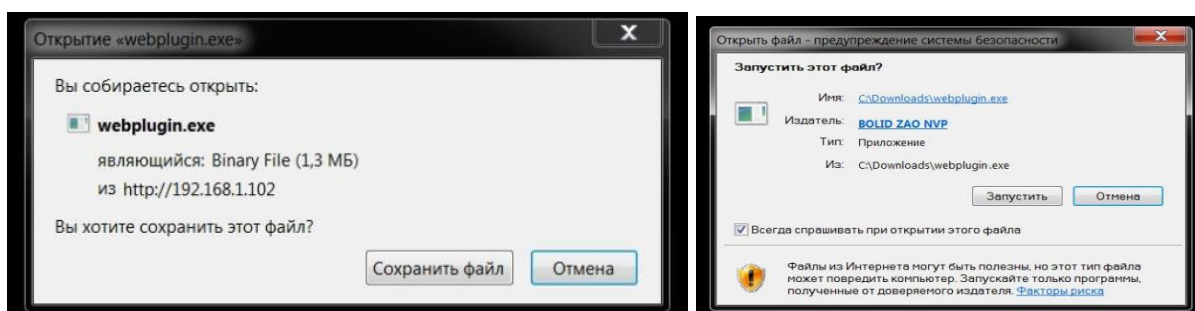 Открытие «webplugin.exe»
Вы собираетесь открыть:
webplugin.exe
являющийся: Binary File (1,3 МБ)
из http://192.168.1.102
Вы хотите сохранить этот файл?
Сохранить файл
Отмена
Открыть файл - предупреждение системы безопасности
Запустить этот файл?
Имя: C:\Downloads\webplugin.exe
Издатель: BOLID ZAO NVP
Тип: Приложение
Из: C:\Downloads\webplugin.exe
Запустить
Отмена
Всегда спрашивать при открытии этого файла
Файлы из Интернета могут быть полезны, но этот тип файла
может повредить компьютер. Запускайте только программы,
полученные от доверяемого издателя. Факторы риска